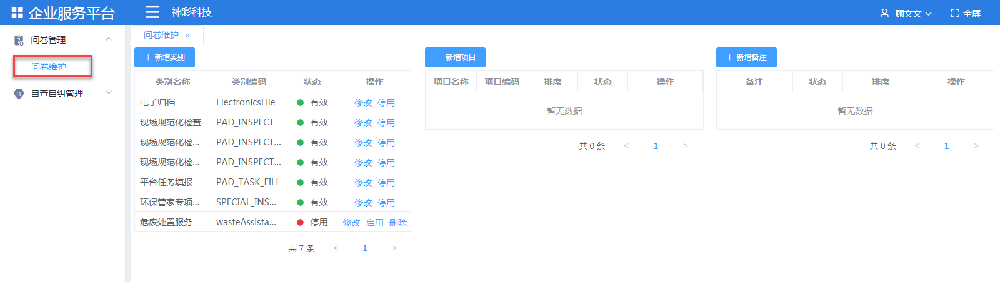 企业服务平台 神彩科技 顾文文 全屏
问卷管理
问卷维护
自查自纠管理
问卷维护 ×
+ 新增类别
类别名称 类别编码 状态 操作
电子归档 ElectronicsFile 有效 修改 停用
现场规范化检查 PAD_INSPECT 有效 修改 停用
现场规范化检... PAD_INSPECT... 有效 修改 停用
现场规范化检... PAD_INSPECT... 有效 修改 停用
平台任务填报 PAD_TASK_FILL 有效 修改 停用
环保管家专项... SPECIAL_INS... 有效 修改 停用
危废处置服务 wasteAssista... 停用 修改 启用 删除
共 7 条 < 1 >
+ 新增项目
项目名称 项目编码 排序 状态 操作
暂无数据
共 0 条 < 1 >
+ 新增备注
备注 状态 排序 操作
暂无数据
共 0 条 < 1 >